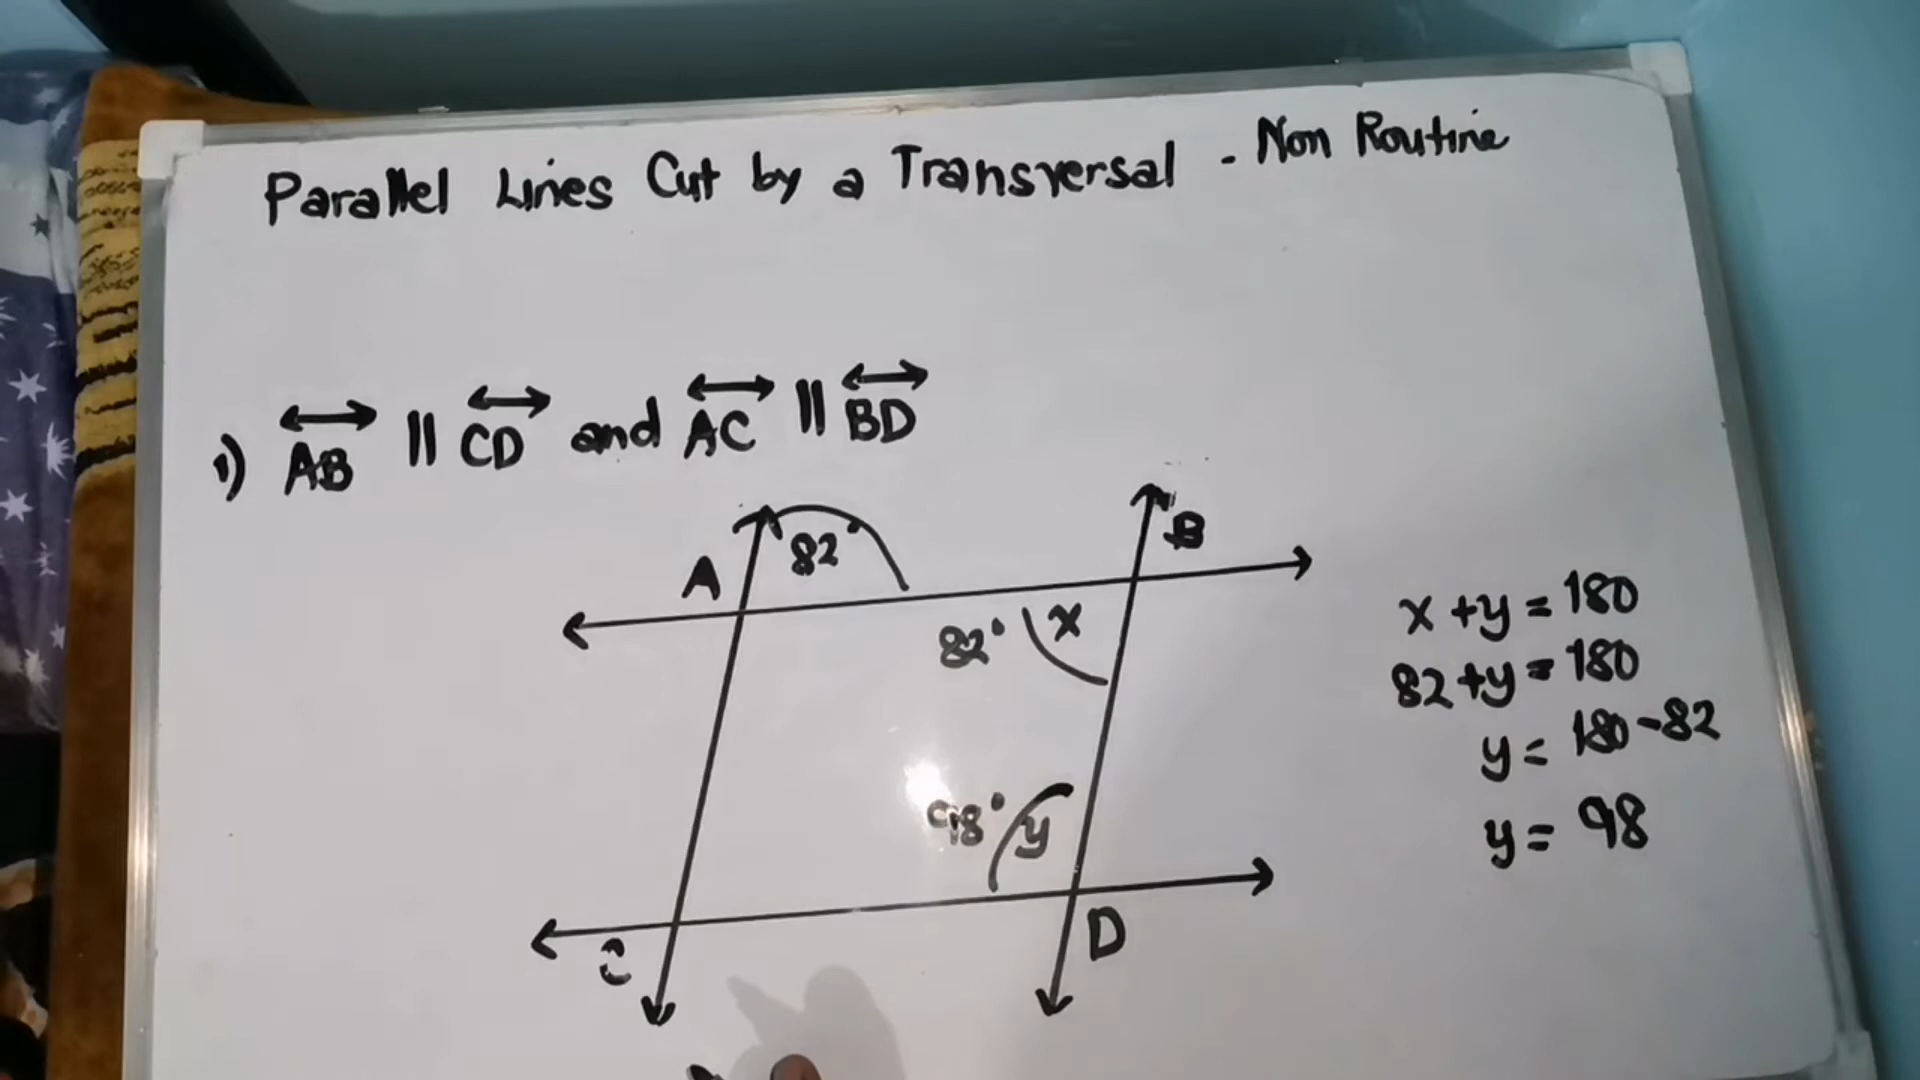 Parallel Lines Cut by a Transversal - Non Routine
1) AB || CD and AC || BD
A 82° B
82° x
98° y
C D
x + y = 180
82 + y = 180
y = 180 - 82
y = 98